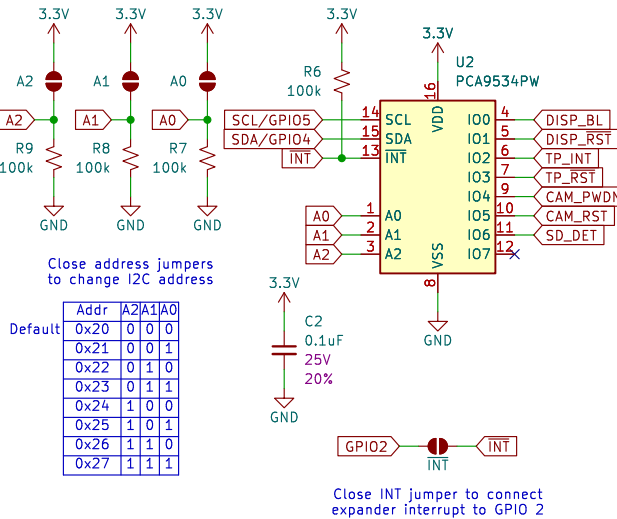 3.3V 3.3V 3.3V 3.3V 3.3V
A2 A1 A0
R6
100k
U2
PCA9534PW
A2 A1 A0
R9
100k
R8
100k
R7
100k
GND GND GND
SCL/GPIO5 14 SCL
SDA/GPIO4 15 SDA
INT 13 INT
16 VDD
IO0 4 DISP_BL
IO1 5 DISP_RST
IO2 6 TP_INT
IO3 7 TP_RST
IO4 9 CAM_PWDN
IO5 10 CAM_RST
IO6 11 SD_DET
IO7 12
A0 1 A0
A1 2 A1
A2 3 A2
VSS 8
GND
Close address jumpers
to change I2C address
Addr A2 A1 A0
Default 0x20 0 0 0
0x21 0 0 1
0x22 0 1 0
0x23 0 1 1
0x24 1 0 0
0x25 1 0 1
0x26 1 1 0
0x27 1 1 1
3.3V
C2
0.1uF
25V
20%
GND
GPIO2 INT INT
Close INT jumper to connect
expander interrupt to GPIO 2